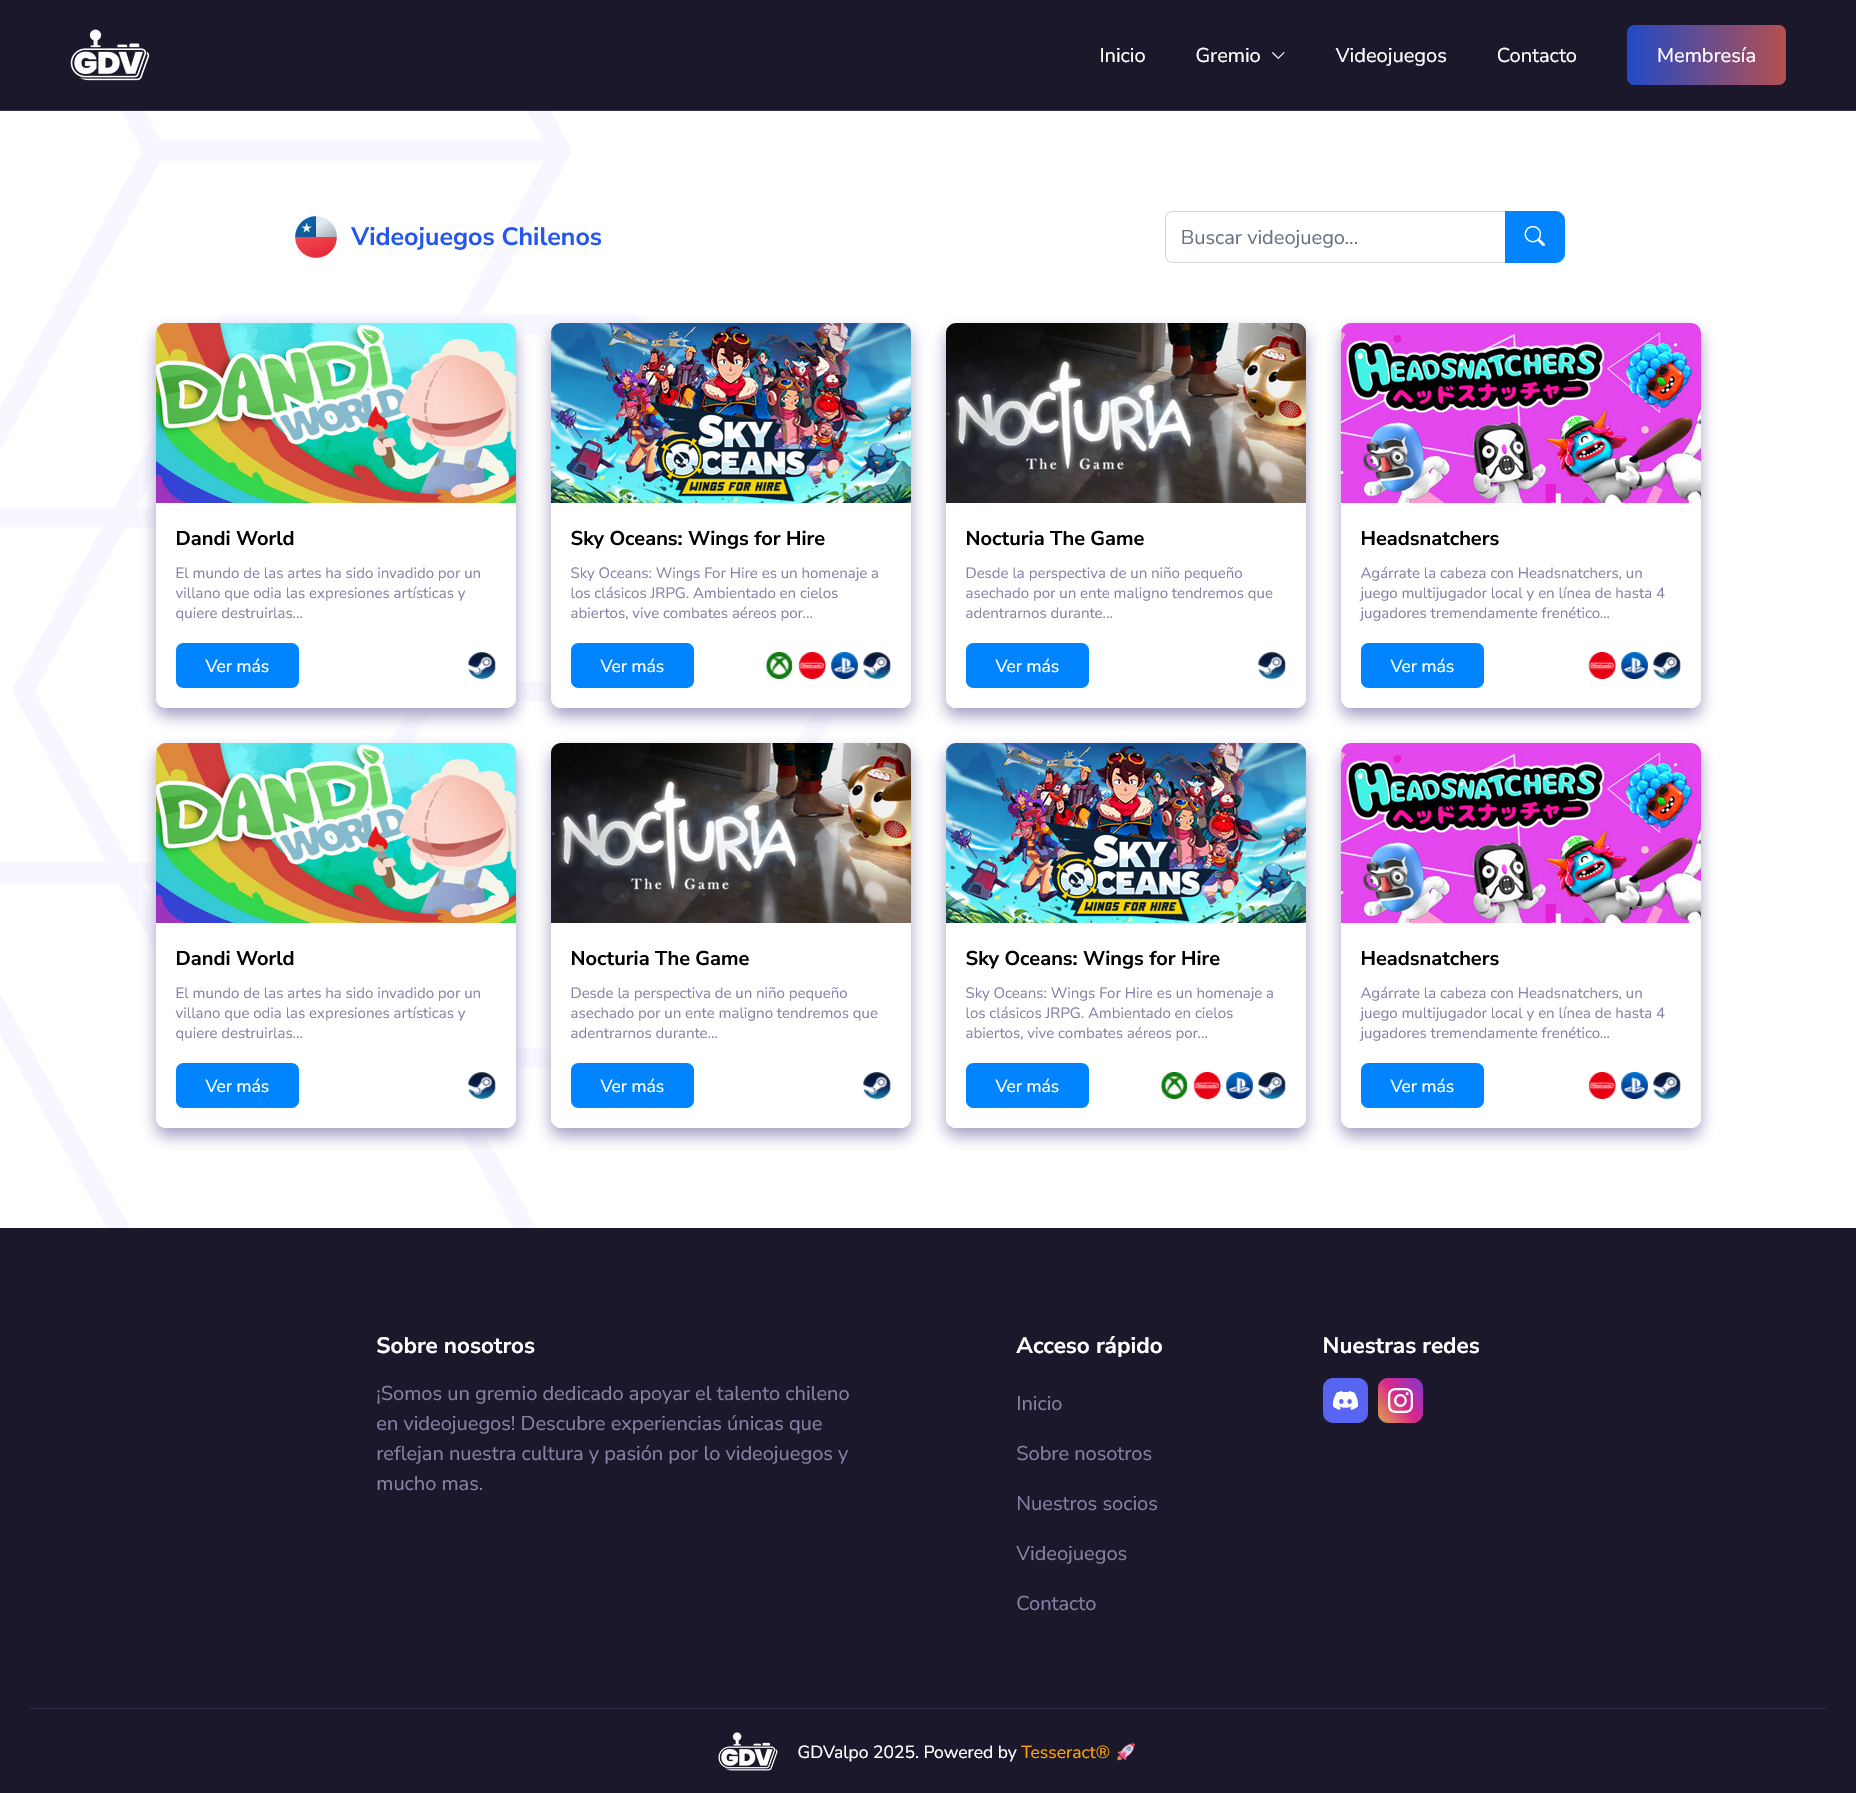 GDV
Inicio
Gremio
Videojuegos
Contacto
Membresía
Videojuegos Chilenos
Buscar videojuego...
DANDI
WORLD
Dandi World
El mundo de las artes ha sido invadido por un
villano que odia las expresiones artísticas y
quiere destruirlas...
Ver más
SKY
OCEANS
WINGS FOR HIRE
Sky Oceans: Wings for Hire
Sky Oceans: Wings For Hire es un homenaje a
los clásicos JRPG. Ambientado en cielos
abiertos, vive combates aéreos por...
Ver más
NOCTURIA
The Game
Nocturia The Game
Desde la perspectiva de un niño pequeño
asechado por un ente maligno tendremos que
adentrarnos durante...
Ver más
HEADSNATCHERS
ヘッドスナッチャー
Headsnatchers
Agárrate la cabeza con Headsnatchers, un
juego multijugador local y en línea de hasta 4
jugadores tremendamente frenético...
Ver más
DANDI
WORLD
Dandi World
El mundo de las artes ha sido invadido por un
villano que odia las expresiones artísticas y
quiere destruirlas...
Ver más
NOCTURIA
The Game
Nocturia The Game
Desde la perspectiva de un niño pequeño
asechado por un ente maligno tendremos que
adentrarnos durante...
Ver más
SKY
OCEANS
WINGS FOR HIRE
Sky Oceans: Wings for Hire
Sky Oceans: Wings For Hire es un homenaje a
los clásicos JRPG. Ambientado en cielos
abiertos, vive combates aéreos por...
Ver más
HEADSNATCHERS
ヘッドスナッチャー
Headsnatchers
Agárrate la cabeza con Headsnatchers, un
juego multijugador local y en línea de hasta 4
jugadores tremendamente frenético...
Ver más
Sobre nosotros
¡Somos un gremio dedicado apoyar el talento chileno
en videojuegos! Descubre experiencias únicas que
reflejan nuestra cultura y pasión por lo videojuegos y
mucho mas.
Acceso rápido
Inicio
Sobre nosotros
Nuestros socios
Videojuegos
Contacto
Nuestras redes
GDV
GDValpo 2025. Powered by Tesseract® 🚀